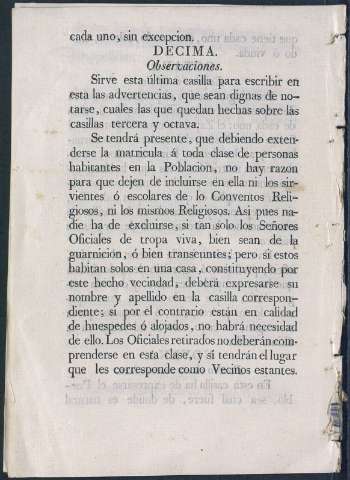 cada uno, sin excepcion.
DECIMA.
Observaciones.
Sirve esta última casilla para escribir en
esta las advertencias, que sean dignas de no-
tarse, cuales las que quedan hechas sobre las
casillas tercera y octava.
Se tendrá presente, que debiendo exten-
derse la matrícula á toda clase de personas
habitantes en la Poblacion, no hay razon
para que dejen de incluirse en ella ni los sir-
vientes ó escolares de lo Conventos Reli-
giosos, ni los mismos Religiosos. Asi pues na-
die ha de excluirse, si tan solo los Señores
Oficiales de tropa viva, bien sean de la
guarnicion, ó bien transeuntes; pero si estos
habitan solos en una casa, constituyendo por
este hecho vecindad, deberá expresarse su
nombre y apellido en la casilla correspon-
diente; si por el contrario están en calidad
de huespedes ó alojados, no habrá necesidad
de ello. Los Oficiales retirados no deberán com-
prenderse en esta clase, y sí tendrán el lugar
que les corresponde como Vecinos estantes.